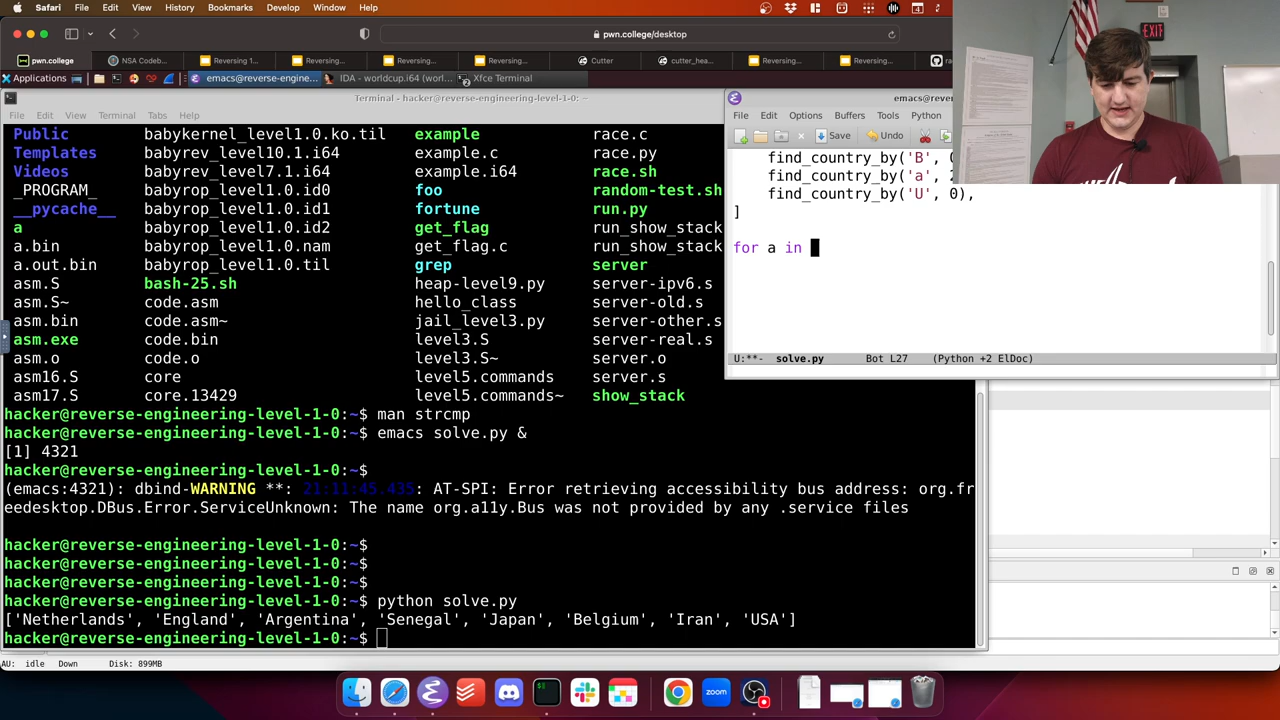 Safari File Edit View History Bookmarks Develop Window Help
pwn.college/desktop
pwn.college NSA Codeb... Reversing 1... Reversing... Reversing... Cutter cutter_hea... Reversing... Reversing...
Applications emacs@reverse-engine... IDA - worldcup.i64 (worl... Xfce Terminal
Terminal - hacker@reverse-engineering-level-1-0: ~
File Edit View Terminal Tabs Help
Public babykernel_level1.0.ko.til example race.c
Templates babyrev_level10.1.i64 example.c race.py
Videos babyrev_level7.1.i64 example.i64 race.sh
_PROGRAM_ babyrop_level1.0.id0 foo random-test.sh
__pycache__ babyrop_level1.0.id1 fortune run.py
a babyrop_level1.0.id2 get_flag run_show_stack
a.bin babyrop_level1.0.nam get_flag.c run_show_stack
a.out.bin babyrop_level1.0.til grep server
asm.S bash-25.sh heap-level9.py server-ipv6.s
asm.S~ code.asm hello_class server-old.s
asm.bin code.asm~ jail_level3.py server-other.s
asm.exe code.bin level3.S server-real.s
asm.o code.o level3.S~ server.o
asm16.S core level5.commands server.s
asm17.S core.13429 level5.commands~ show_stack
hacker@reverse-engineering-level-1-0:~$ man strcmp
hacker@reverse-engineering-level-1-0:~$ emacs solve.py &
[1] 4321
hacker@reverse-engineering-level-1-0:~$
(emacs:4321): dbind-WARNING **: 21:11:45.435: AT-SPI: Error retrieving accessibility bus address: org.fr
eedesktop.DBus.Error.ServiceUnknown: The name org.a11y.Bus was not provided by any .service files
hacker@reverse-engineering-level-1-0:~$
hacker@reverse-engineering-level-1-0:~$
hacker@reverse-engineering-level-1-0:~$
hacker@reverse-engineering-level-1-0:~$ python solve.py
['Netherlands', 'England', 'Argentina', 'Senegal', 'Japan', 'Belgium', 'Iran', 'USA']
hacker@reverse-engineering-level-1-0:~$
emacs@rever
File Edit Options Buffers Tools Python
Save Undo
find_country_by('B', 0
find_country_by('a', 2
find_country_by('U', 0),
]
for a in
U:**- solve.py Bot L27 (Python +2 ElDoc)
AU: idle Down Disk: 899MB
EXIT
zoom